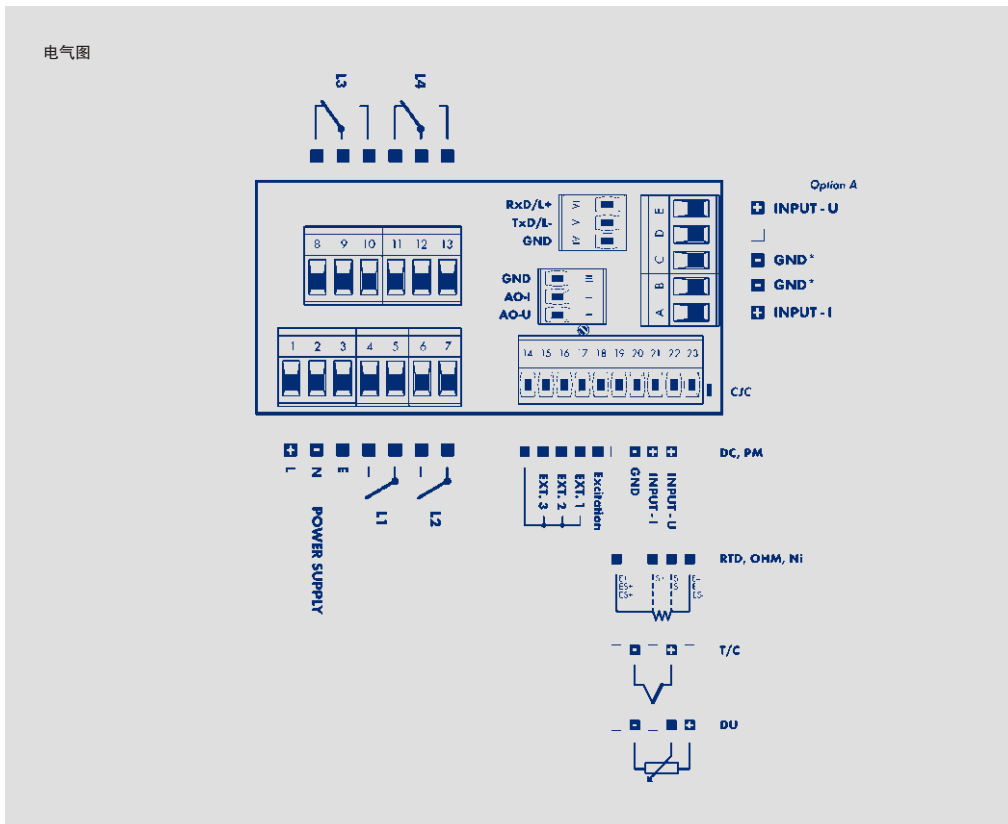 电气图
L3 L4
Option A
RxD/L+ VI
TxD/L- V
GND IV
E INPUT - U
D
C GND*
B GND*
A INPUT - I
8 9 10 11 12 13
GND III
AO-I
AO-U I
1 2 3 4 5 6 7
14 15 16 17 18 19 20 21 22 23
CJC
L N E L1 L2
POWER SUPPLY
EXT. 3 EXT. 2 EXT. 1 Excitation GND INPUT - I INPUT - U
DC, PM
RTD, OHM, Ni
T/C
DU